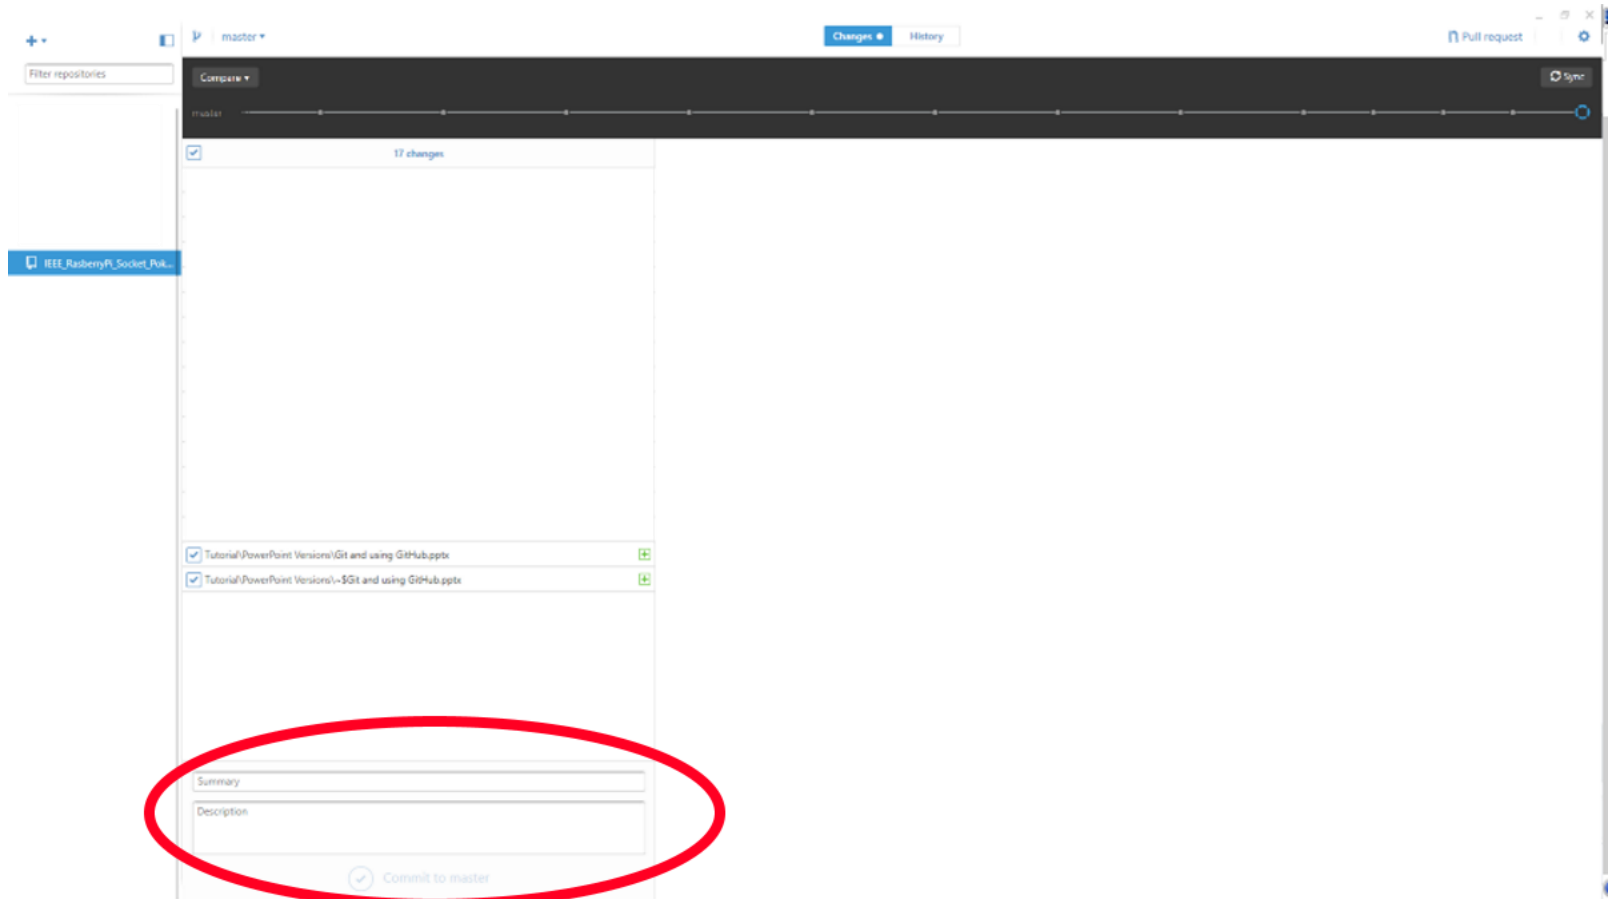 master
Changes
History
Pull request
Filter repositories
Compare
Sync
master
17 changes
IEEE_RasberryPi_Socket_Pok...
Tutorial\PowerPoint Versions\Git and using GitHub.pptx
Tutorial\PowerPoint Versions\~$Git and using GitHub.pptx
Summary
Description
Commit to master